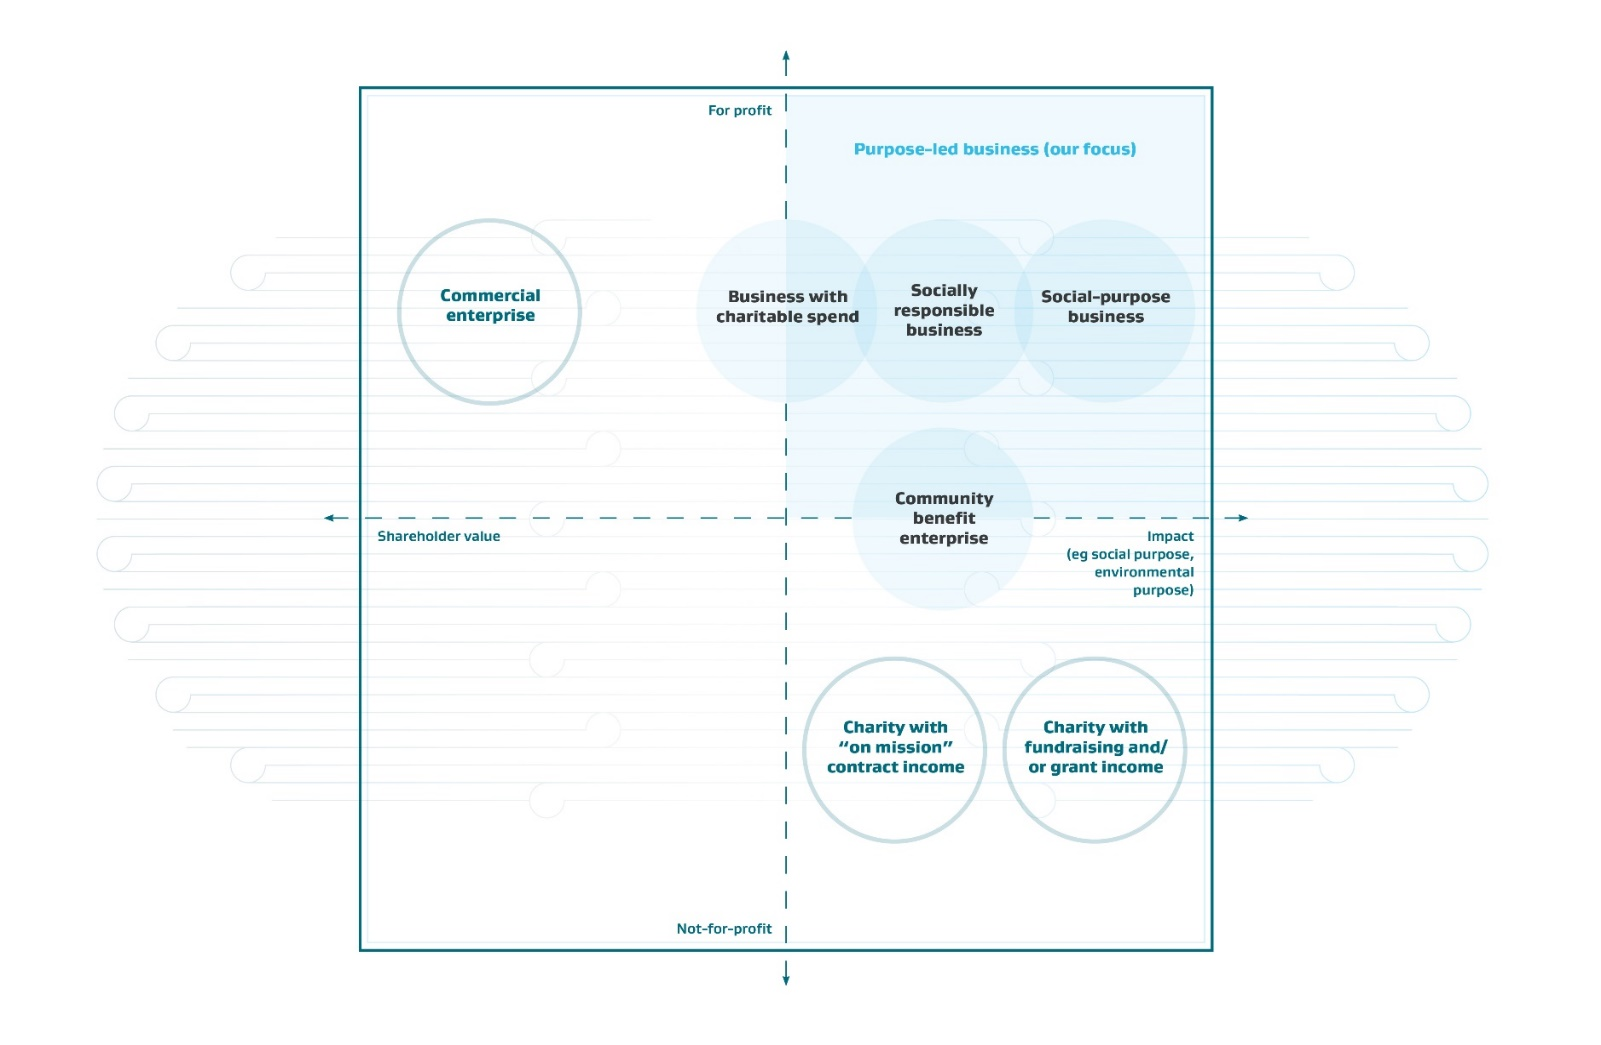 For profit
Purpose-led business (our focus)
Commercial
enterprise
Business with
charitable spend
Socially
responsible
business
Social-purpose
business
Community
benefit
enterprise
Shareholder value
Impact
(eg social purpose,
environmental
purpose)
Charity with
“on mission”
contract income
Charity with
fundraising and/
or grant income
Not-for-profit